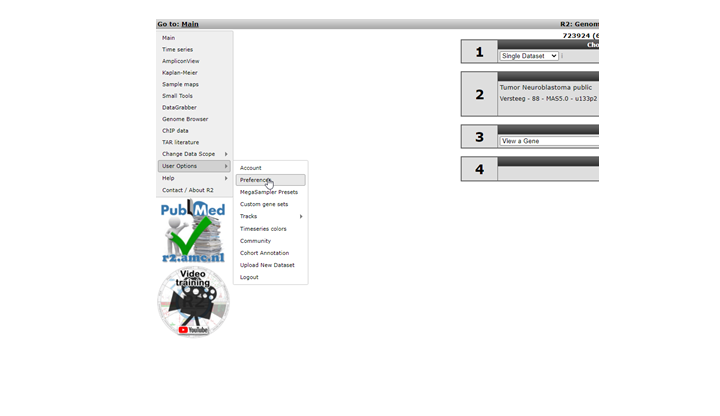 Go to: Main
R2: Genom
723924 (6
Main
Time series
AmpliconView
Kaplan-Meier
Sample maps
Small Tools
DataGrabber
Genome Browser
ChIP data
TAR literature
Change Data Scope
User Options
Help
Contact / About R2
Account
Preferences
MegaSampler Presets
Custom gene sets
Tracks
Timeseries colors
Community
Cohort Annotation
Upload New Dataset
Logout
PubMed
r2.amc.nl
Video
training
R2
YouTube
1
Cho
Single Dataset
i
2
Tumor Neuroblastoma public
Versteeg - 88 - MAS5.0 - u133p2
3
View a Gene
4